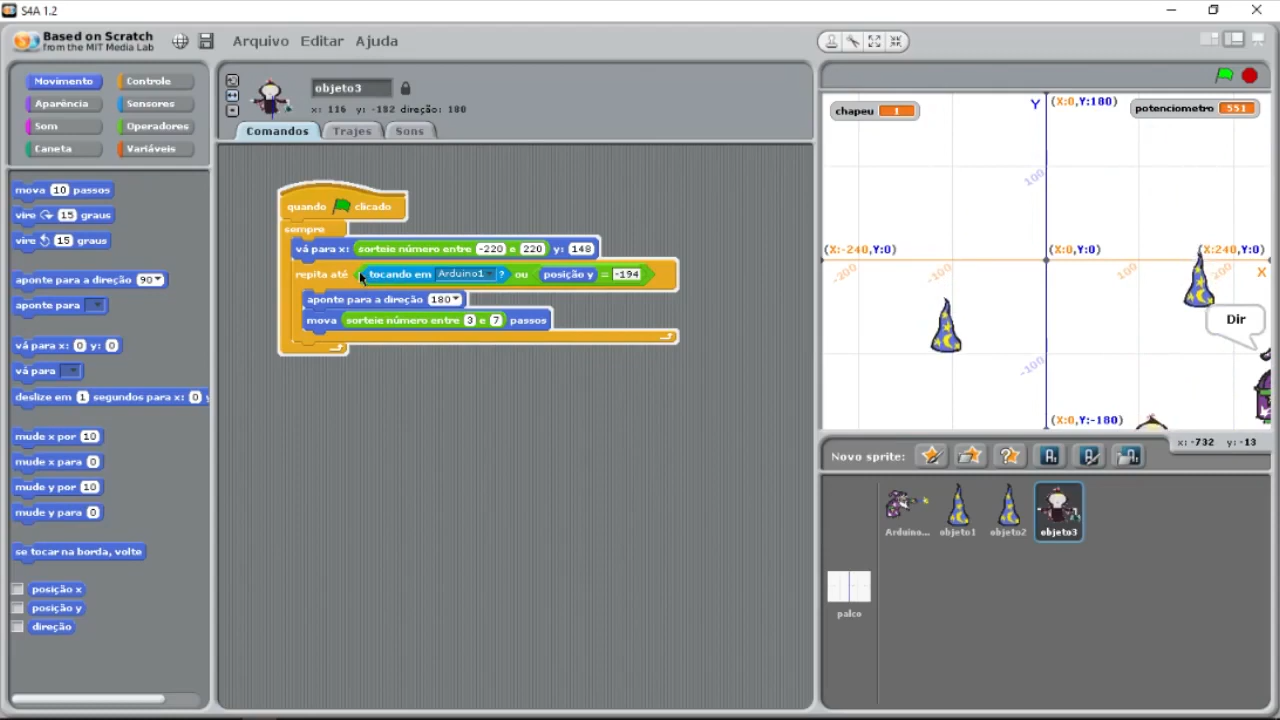 S4A 1.2
Based on Scratch
from the MIT Media Lab
Arquivo Editar Ajuda
Movimento
Controle
Aparência
Sensores
Som
Operadores
Caneta
Variáveis
mova 10 passos
vire 15 graus
vire 15 graus
aponte para a direção 90
aponte para
vá para x: 0 y: 0
vá para
deslize em 1 segundos para x: 0 y
mude x por 10
mude x para 0
mude y por 10
mude y para 0
se tocar na borda, volte
posição x
posição y
direção
objeto3
x: 116 y: -182 direção: 180
Comandos Trajes Sons
quando clicado
sempre
vá para x: sorteie número entre -220 e 220 y: 148
repita até tocando em Arduino1 ? ou posição y = -194
aponte para a direção 180
mova sorteie número entre 3 e 7 passos
chapeu 1
Y
(X:0,Y:180)
potenciometro 551
100
(X:-240,Y:0)
(X:0,Y:0)
(X:240,Y:0)
-200
-100
100
200
X
Dir
-100
(X:0,Y:-180)
x: -732 y: -13
Novo sprite:
Arduino...
objeto1
objeto2
objeto3
palco